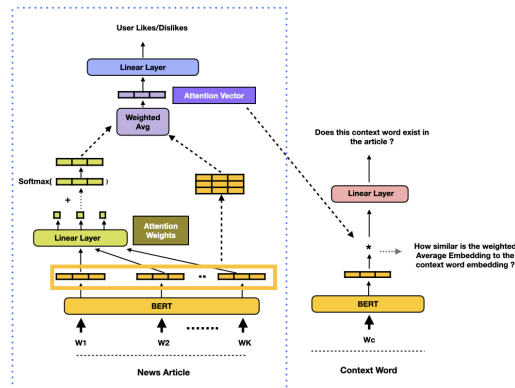 User Likes/Dislikes
Linear Layer
Attention Vector
Weighted
Avg
Does this context word exist in
the article ?
Softmax( )
+
Linear Layer
Attention
Weights
Linear Layer
*
How similar is the weighted
Average Embedding to the
context word embedding ?
..
BERT
BERT
W1
W2
.......
WK
Wc
News Article
Context Word